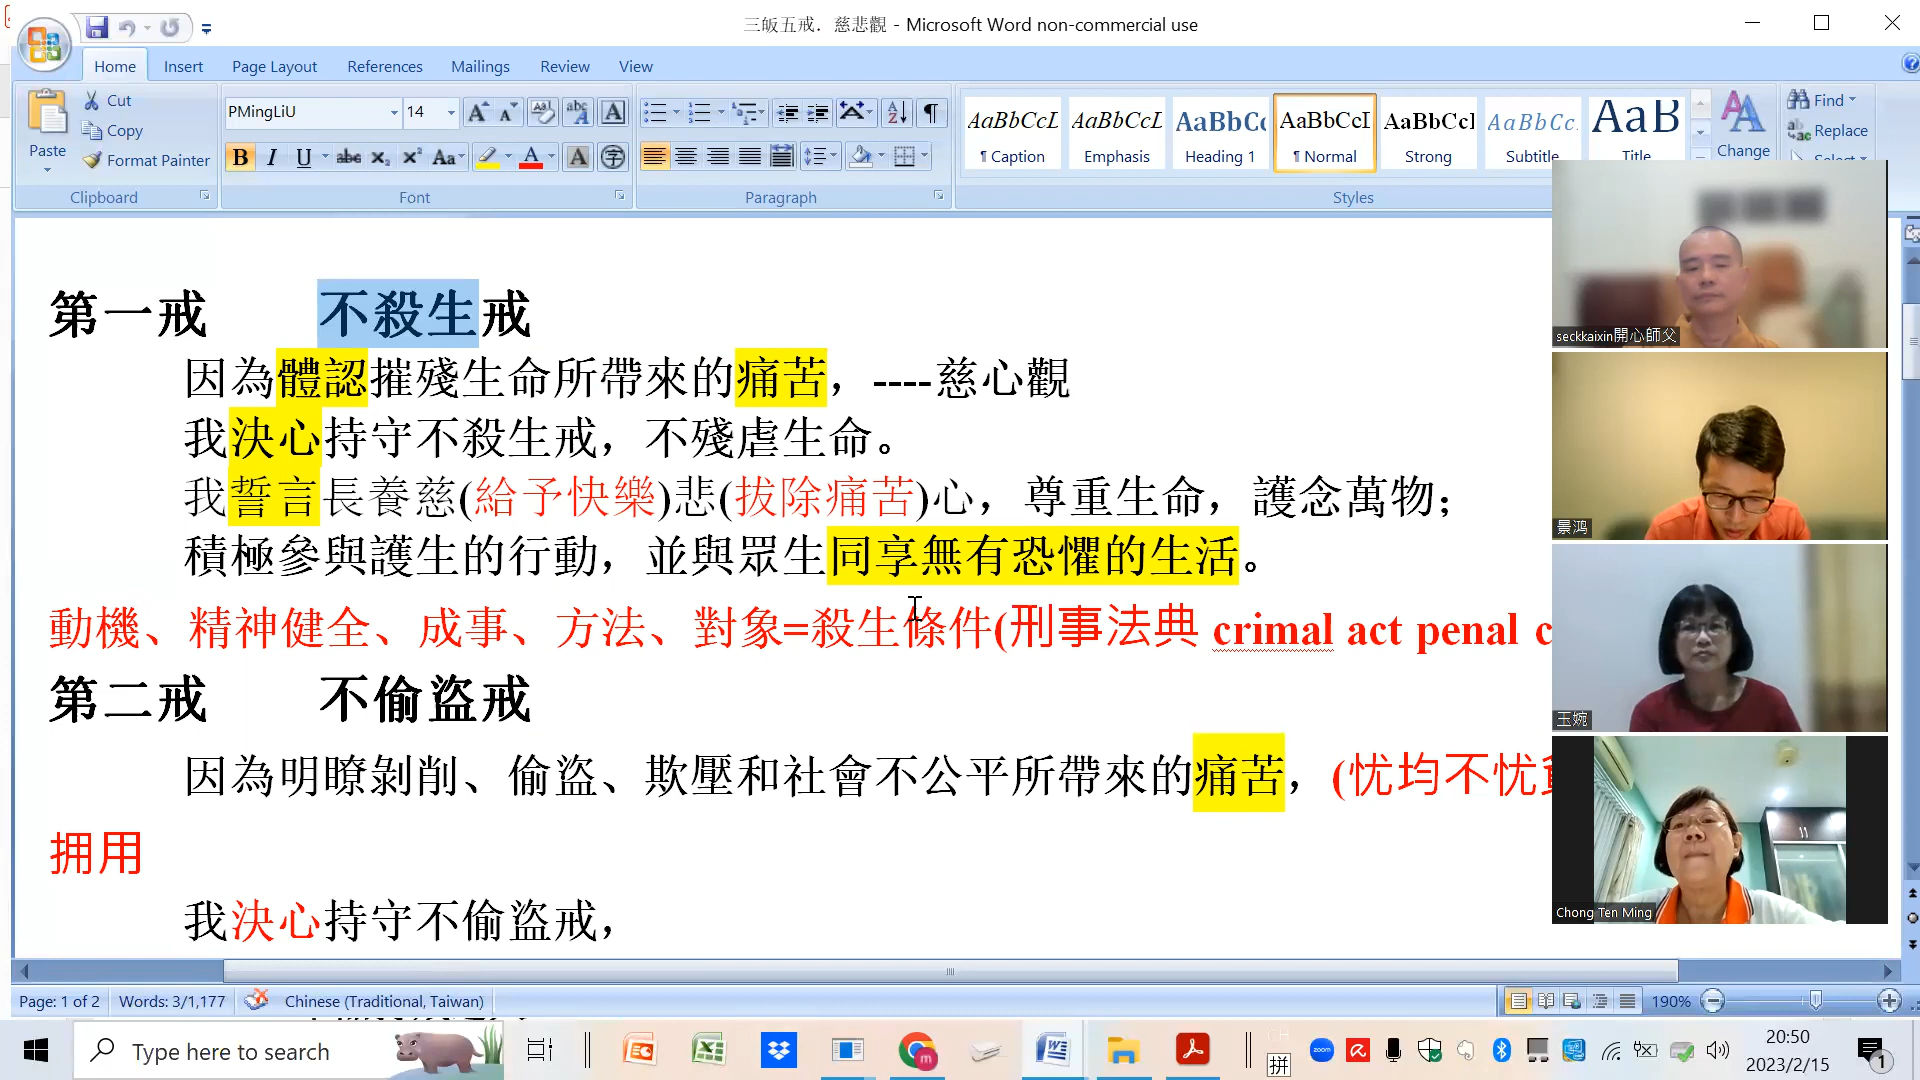 三皈五戒．慈悲觀 - Microsoft Word non-commercial use
Home Insert Page Layout References Mailings Review View
Paste Cut Copy Format Painter
Clipboard
PMingLiU 14
Font
Paragraph
AaBbCcL AaBbCcL AaBbCc AaBbCcI AaBbCcI AaBbCc. AaB
¶ Caption Emphasis Heading 1 ¶ Normal Strong Subtitle Title
Change
Styles
Find
Replace
Select
第一戒 不殺生戒
因為體認摧殘生命所帶來的痛苦，----慈心觀
我決心持守不殺生戒，不殘虐生命。
我誓言長養慈(給予快樂)悲(拔除痛苦)心，尊重生命，護念萬物；
積極參與護生的行動，並與眾生同享無有恐懼的生活。
動機、精神健全、成事、方法、對象=殺生條件(刑事法典 crimal act penal c
第二戒 不偷盜戒
因為明瞭剝削、偷盜、欺壓和社會不公平所帶來的痛苦，(忧均不忧貧
拥用
我決心持守不偷盜戒，
seckkaixin開心師父
景鸿
玉婉
Chong Ten Ming
Page: 1 of 2 Words: 3/1,177 Chinese (Traditional, Taiwan) 190%
Type here to search
zoom
拼
20:50
2023/2/15
1